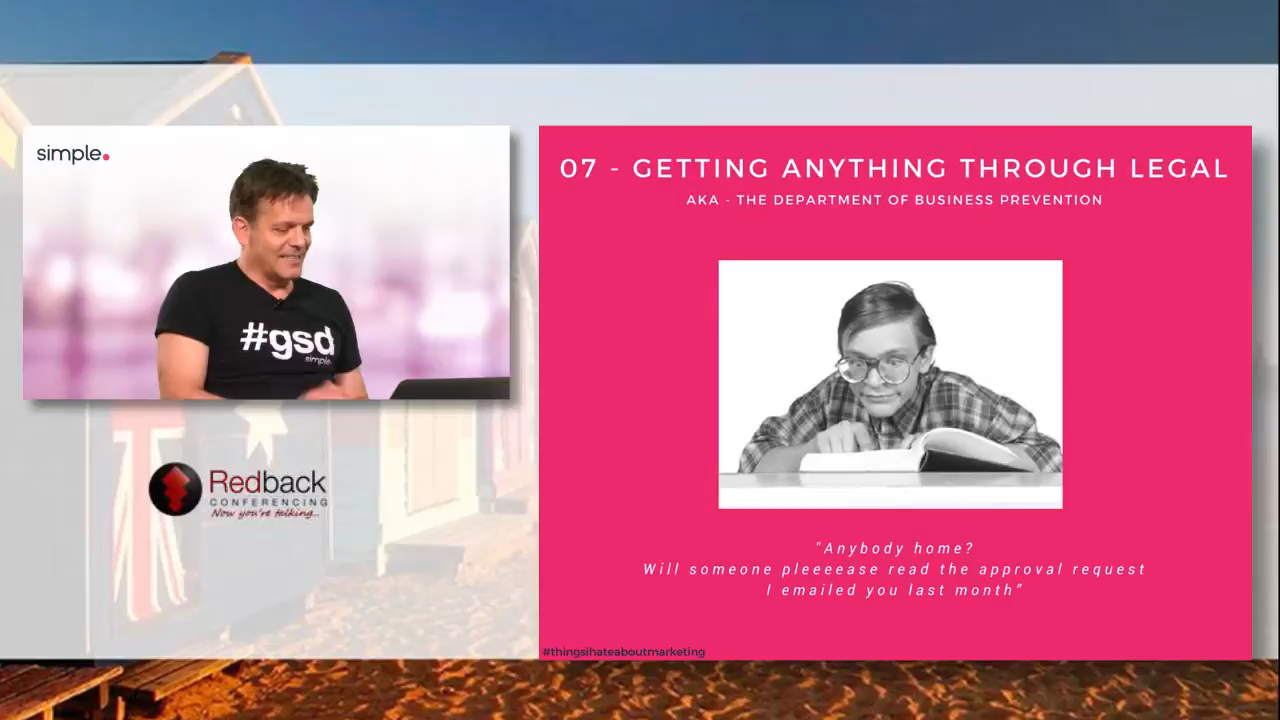 simple.
#gsd
simple.
Redback
CONFERENCING
Now you're talking...
07 - GETTING ANYTHING THROUGH LEGAL
AKA - THE DEPARTMENT OF BUSINESS PREVENTION
"Anybody home?
Will someone pleeeease read the approval request
I emailed you last month"
#thingsihateaboutmarketing